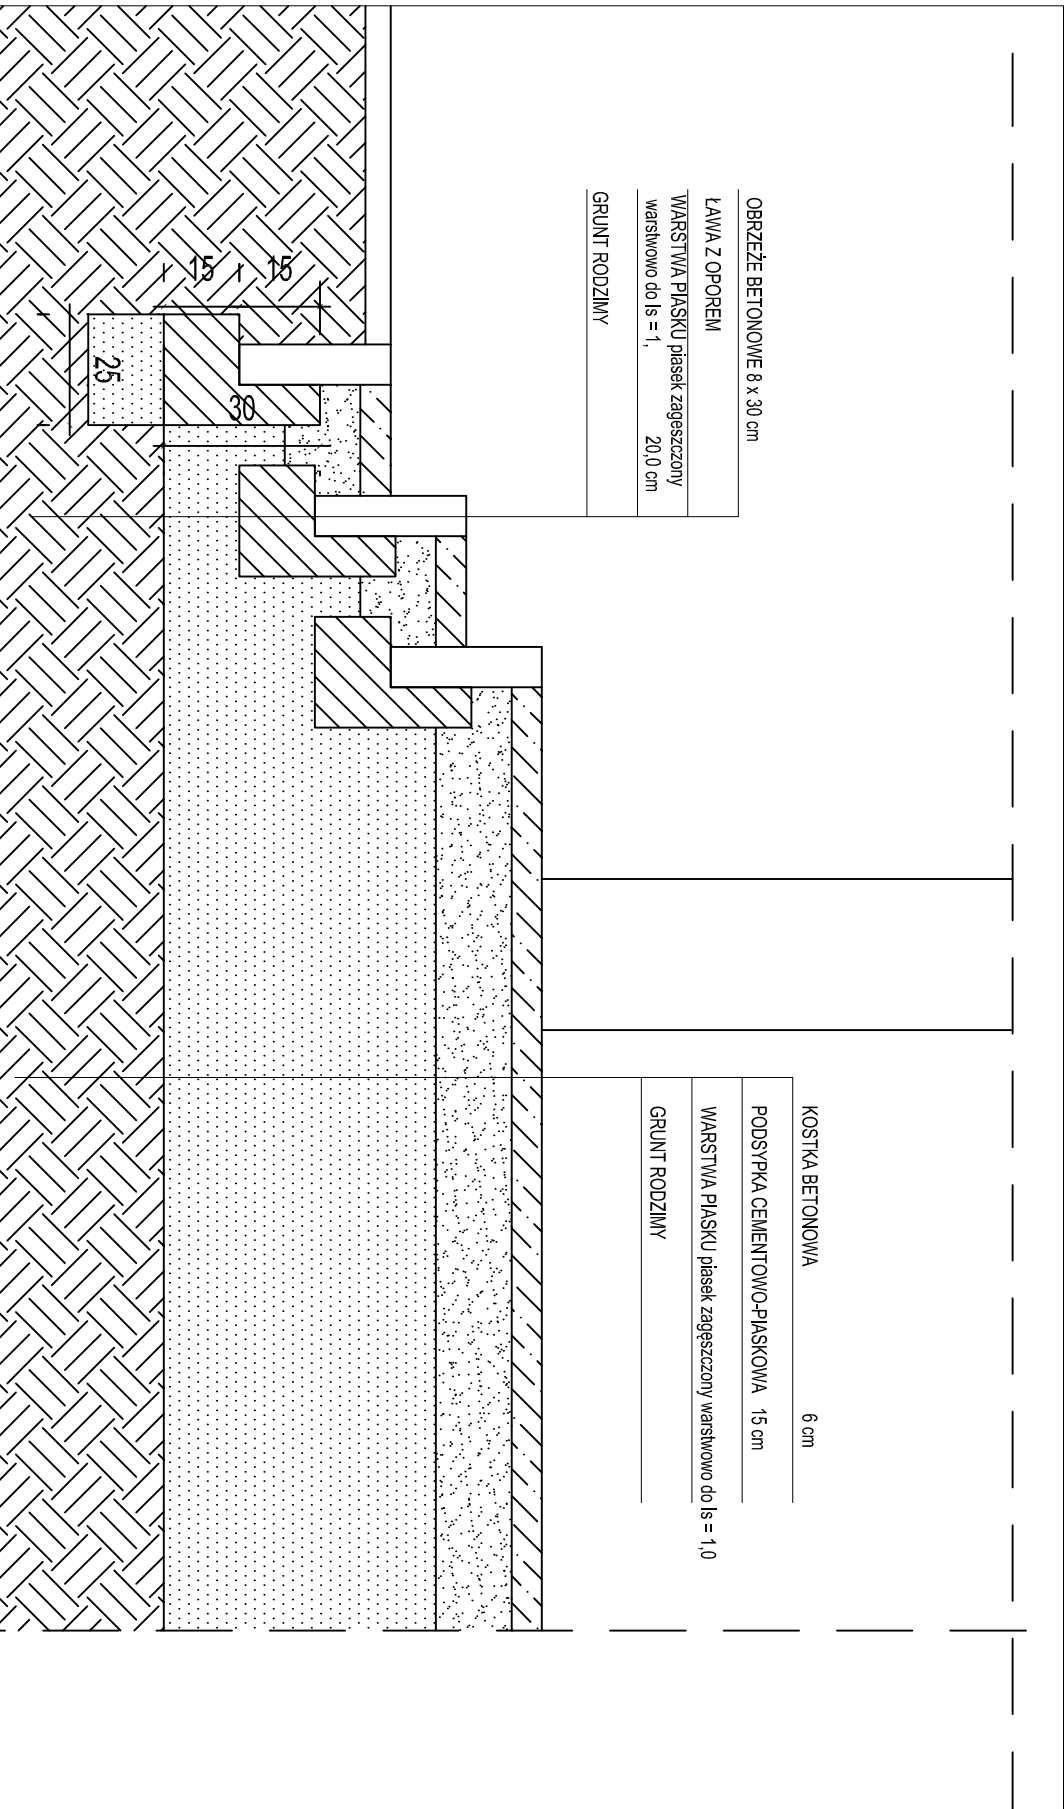 OBRZEŻE BETONOWE 8 x 30 cm
ŁAWA Z OPOREM
WARSTWA PIASKU piasek zagęszczony
warstwowo do Is = 1, 20,0 cm
GRUNT RODZIMY
KOSTKA BETONOWA 6 cm
PODSYPKA CEMENTOWO-PIASKOWA 15 cm
WARSTWA PIASKU piasek zagęszczony warstwowo do Is = 1,0
GRUNT RODZIMY
15
15
30
25